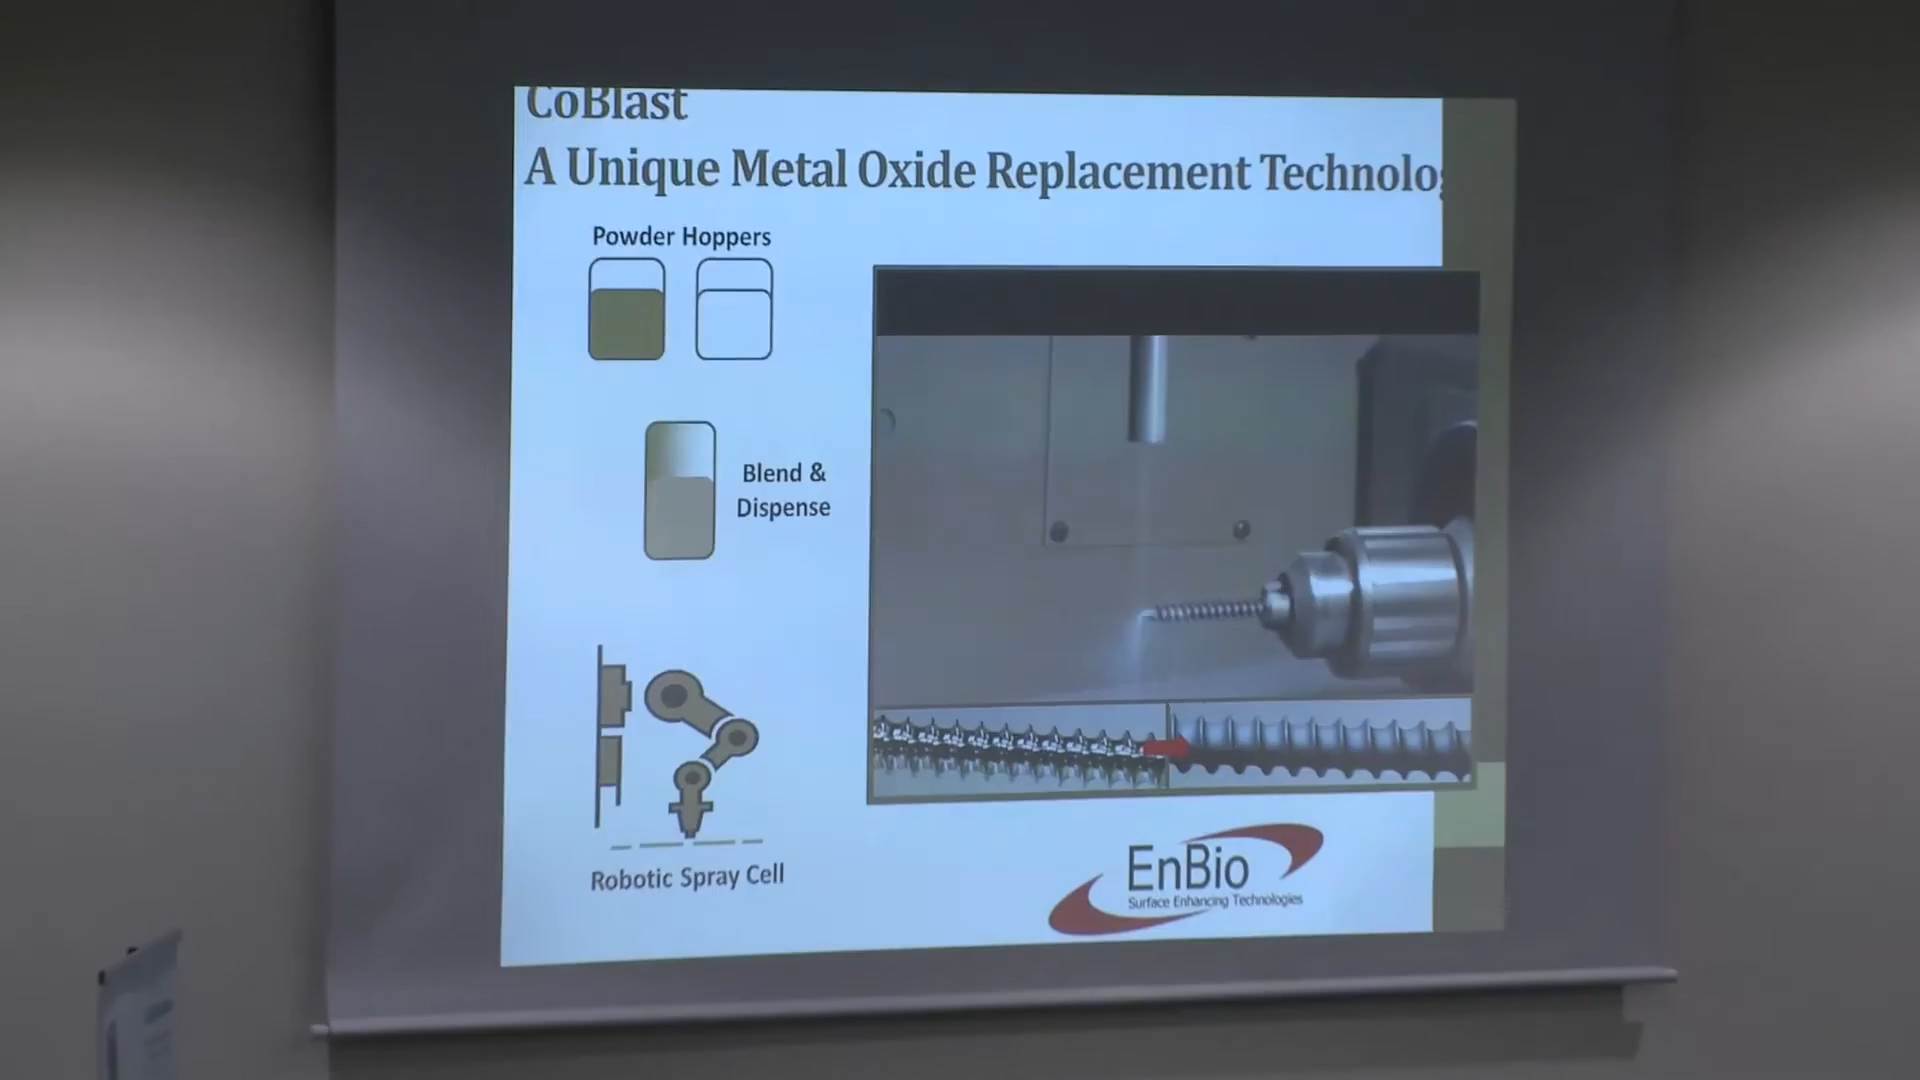 CoBlast
A Unique Metal Oxide Replacement Technolo
Powder Hoppers
Blend &
Dispense
Robotic Spray Cell
EnBio
Surface Enhancing Technologies